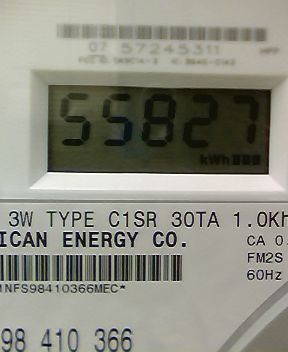 07 57245311
55827
kWh
3W TYPE C1SR 30TA 1.0Kh
ICAN ENERGY CO.
CA 0.
FM2S
60Hz
NFS98410366MEC*
98 410 366